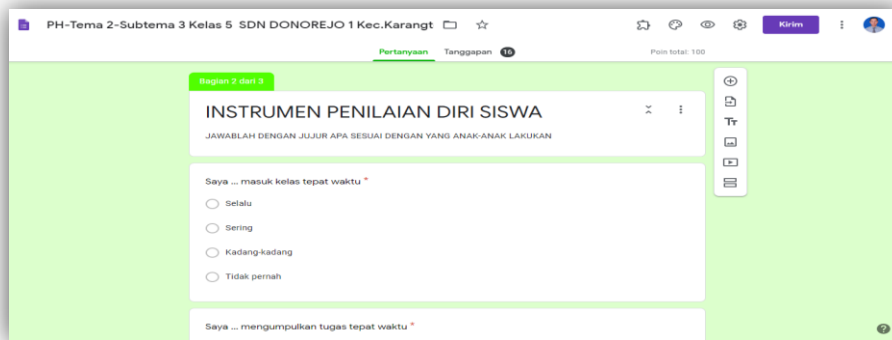 PH-Tema 2-Subtema 3 Kelas 5 SDN DONOREJO 1 Kec.Karangt
Kirim
Pertanyaan Tanggapan 16
Poin total: 100
Bagian 2 dari 3
INSTRUMEN PENILAIAN DIRI SISWA
JAWABLAH DENGAN JUJUR APA SESUAI DENGAN YANG ANAK-ANAK LAKUKAN
Saya ... masuk kelas tepat waktu *
Selalu
Sering
Kadang-kadang
Tidak pernah
Saya ... mengumpulkan tugas tepat waktu *